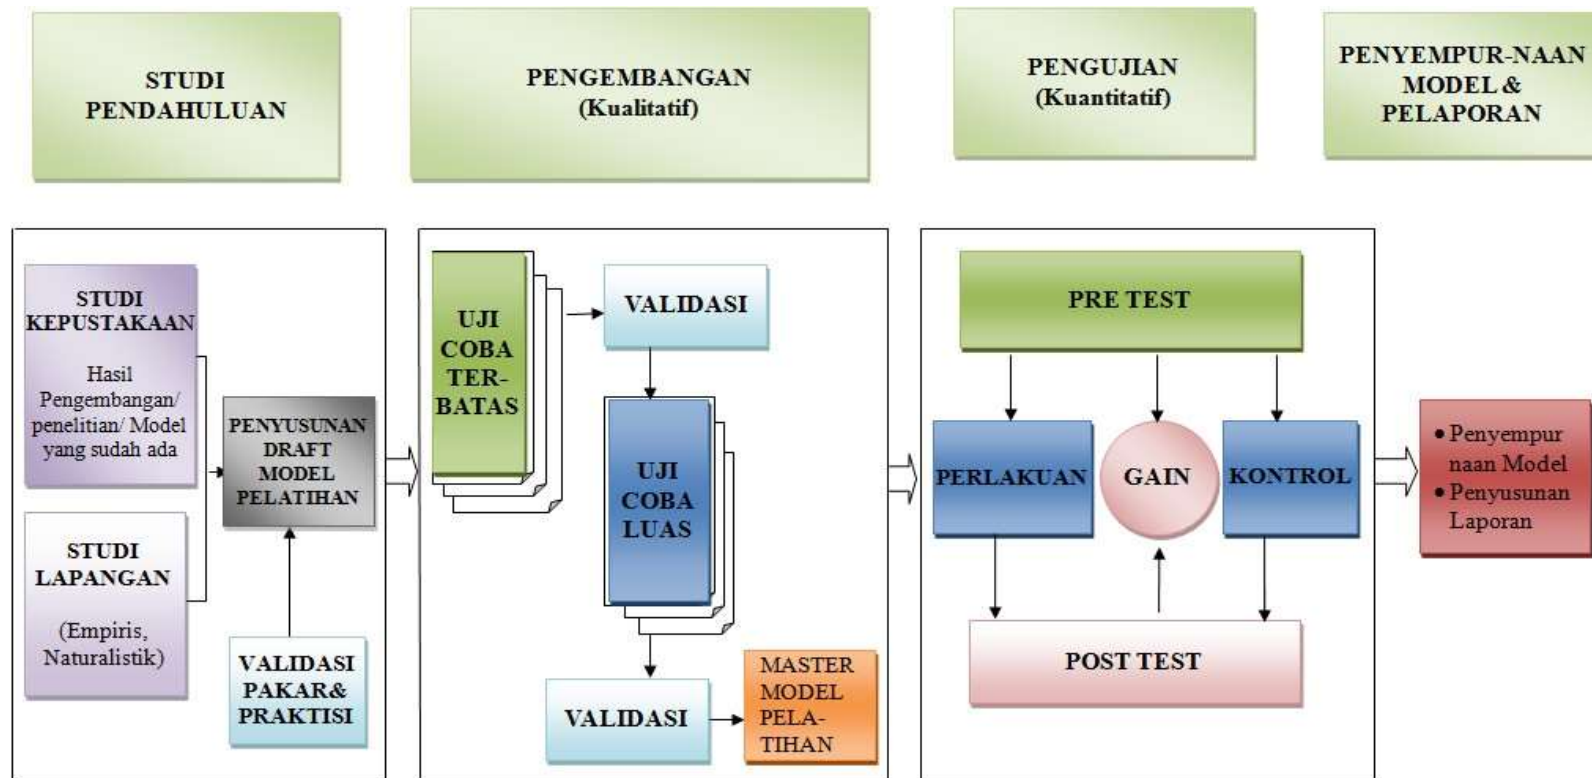 STUDI
PENDAHULUAN
PENGEMBANGAN
(Kualitatif)
PENGUJIAN
(Kuantitatif)
PENYEMPUR-NAAN
MODEL &
PELAPORAN
STUDI
KEPUSTAKAAN
Hasil
Pengembangan/
penelitian/ Model
yang sudah ada
STUDI
LAPANGAN
(Empiris,
Naturalistik)
PENYUSUNAN
DRAFT
MODEL
PELATIHAN
VALIDASI
PAKAR&
PRAKTISI
UJI
COBA
TER-
BATAS
VALIDASI
UJI
COBA
LUAS
VALIDASI
MASTER
MODEL
PELA-
TIHAN
PRE TEST
PERLAKUAN
GAIN
KONTROL
POST TEST
• Penyempur
naan Model
• Penyusunan
Laporan